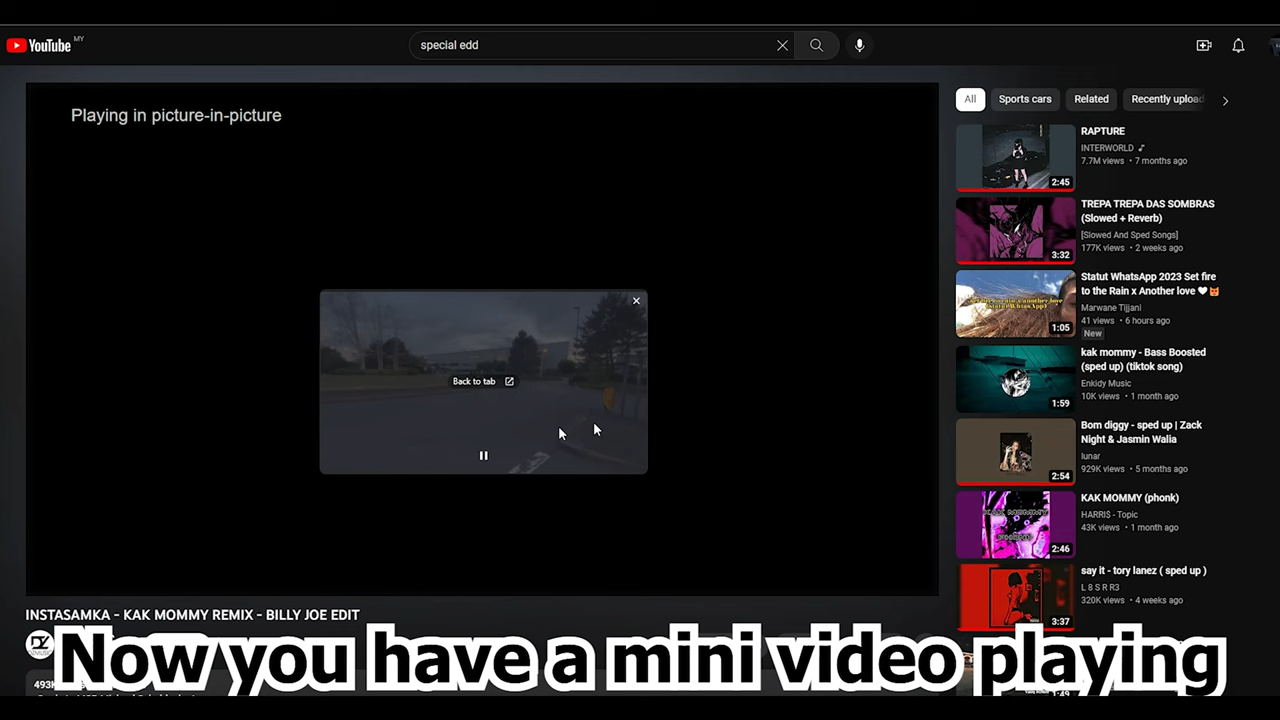 YouTube MY
special edd
Playing in picture-in-picture
Back to tab
All
Sports cars
Related
Recently upload
RAPTURE
INTERWORLD
7.7M views • 7 months ago
2:45
TREPA TREPA DAS SOMBRAS
(Slowed + Reverb)
[Slowed And Sped Songs]
177K views • 2 weeks ago
3:32
Statut WhatsApp 2023 Set fire
to the Rain x Another love 🤍😼
Marwane Tijjani
41 views • 6 hours ago
New
1:05
kak mommy - Bass Boosted
(sped up) (tiktok song)
Enkidy Music
10K views • 1 month ago
1:59
Bom diggy - sped up | Zack
Night & Jasmin Walia
lunar
929K views • 5 months ago
2:54
KAK MOMMY (phonk)
HARRI$ - Topic
43K views • 1 month ago
2:46
say it - tory lanez ( sped up )
L 8 S R R3
320K views • 4 weeks ago
3:37
INSTASAMKA - KAK MOMMY REMIX - BILLY JOE EDIT
Now you have a mini video playing
493K